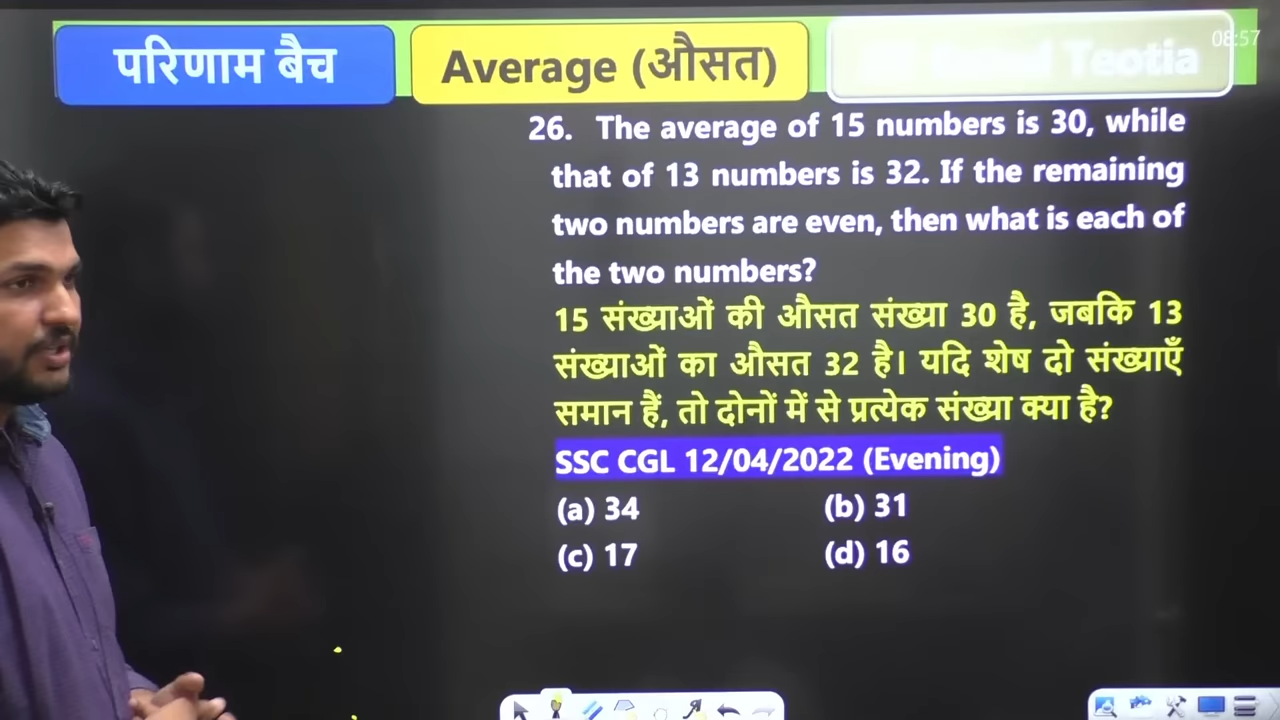 परिणाम बैच
Average (औसत)
Teotia
08:57
26. The average of 15 numbers is 30, while
that of 13 numbers is 32. If the remaining
two numbers are even, then what is each of
the two numbers?
15 संख्याओं की औसत संख्या 30 है, जबकि 13
संख्याओं का औसत 32 है। यदि शेष दो संख्याएँ
समान हैं, तो दोनों में से प्रत्येक संख्या क्या है?
SSC CGL 12/04/2022 (Evening)
(a) 34 (b) 31
(c) 17 (d) 16